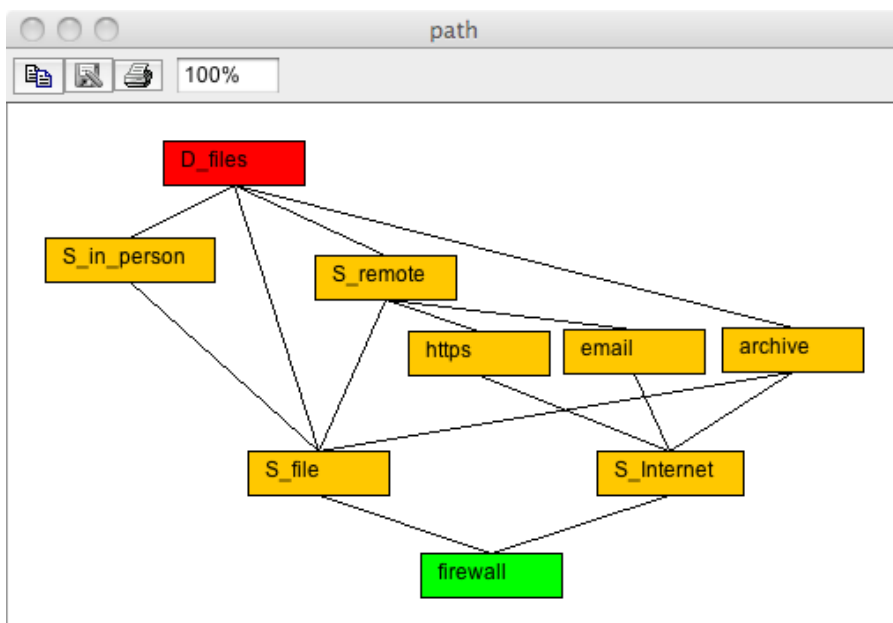 path
100%
D_files
S_in_person
S_remote
https
email
archive
S_file
S_Internet
firewall